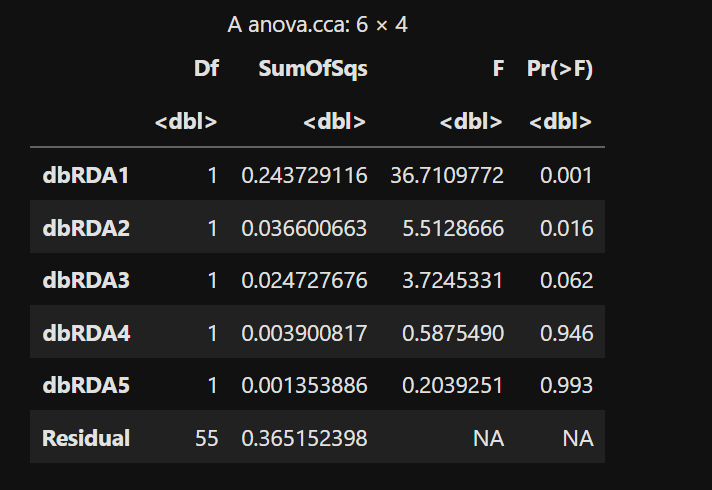 A anova.cca: 6 × 4
Df SumOfSqs F Pr(>F)
<dbl> <dbl> <dbl> <dbl>
dbRDA1 1 0.243729116 36.7109772 0.001
dbRDA2 1 0.036600663 5.5128666 0.016
dbRDA3 1 0.024727676 3.7245331 0.062
dbRDA4 1 0.003900817 0.5875490 0.946
dbRDA5 1 0.001353886 0.2039251 0.993
Residual 55 0.365152398 NA NA